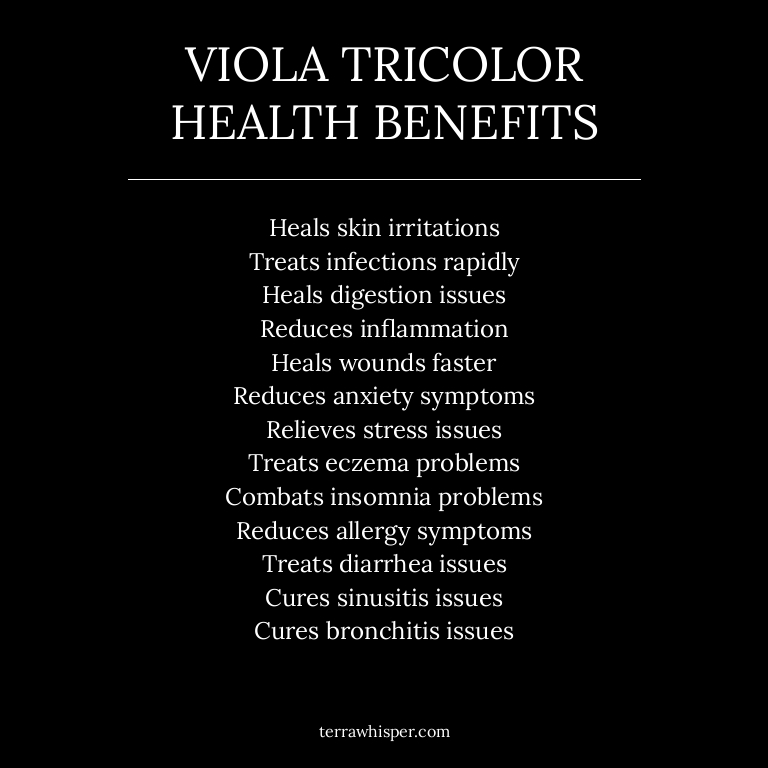 VIOLA TRICOLOR
HEALTH BENEFITS
Heals skin irritations
Treats infections rapidly
Heals digestion issues
Reduces inflammation
Heals wounds faster
Reduces anxiety symptoms
Relieves stress issues
Treats eczema problems
Combats insomnia problems
Reduces allergy symptoms
Treats diarrhea issues
Cures sinusitis issues
Cures bronchitis issues
terrawhisper.com